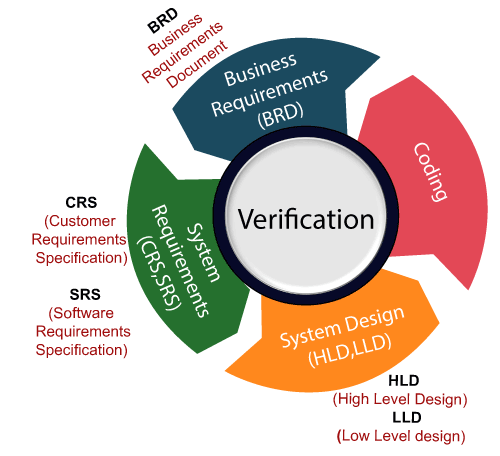 BRD
Business
Requirements
Document
Business
Requirements
(BRD)
Coding
Verification
CRS
(Customer
Requirements
Specification)
SRS
(Software
Requirements
Specification)
System
Requirements
(CRS,SRS)
System Design
(HLD,LLD)
HLD
(High Level Design)
LLD
(Low Level design)